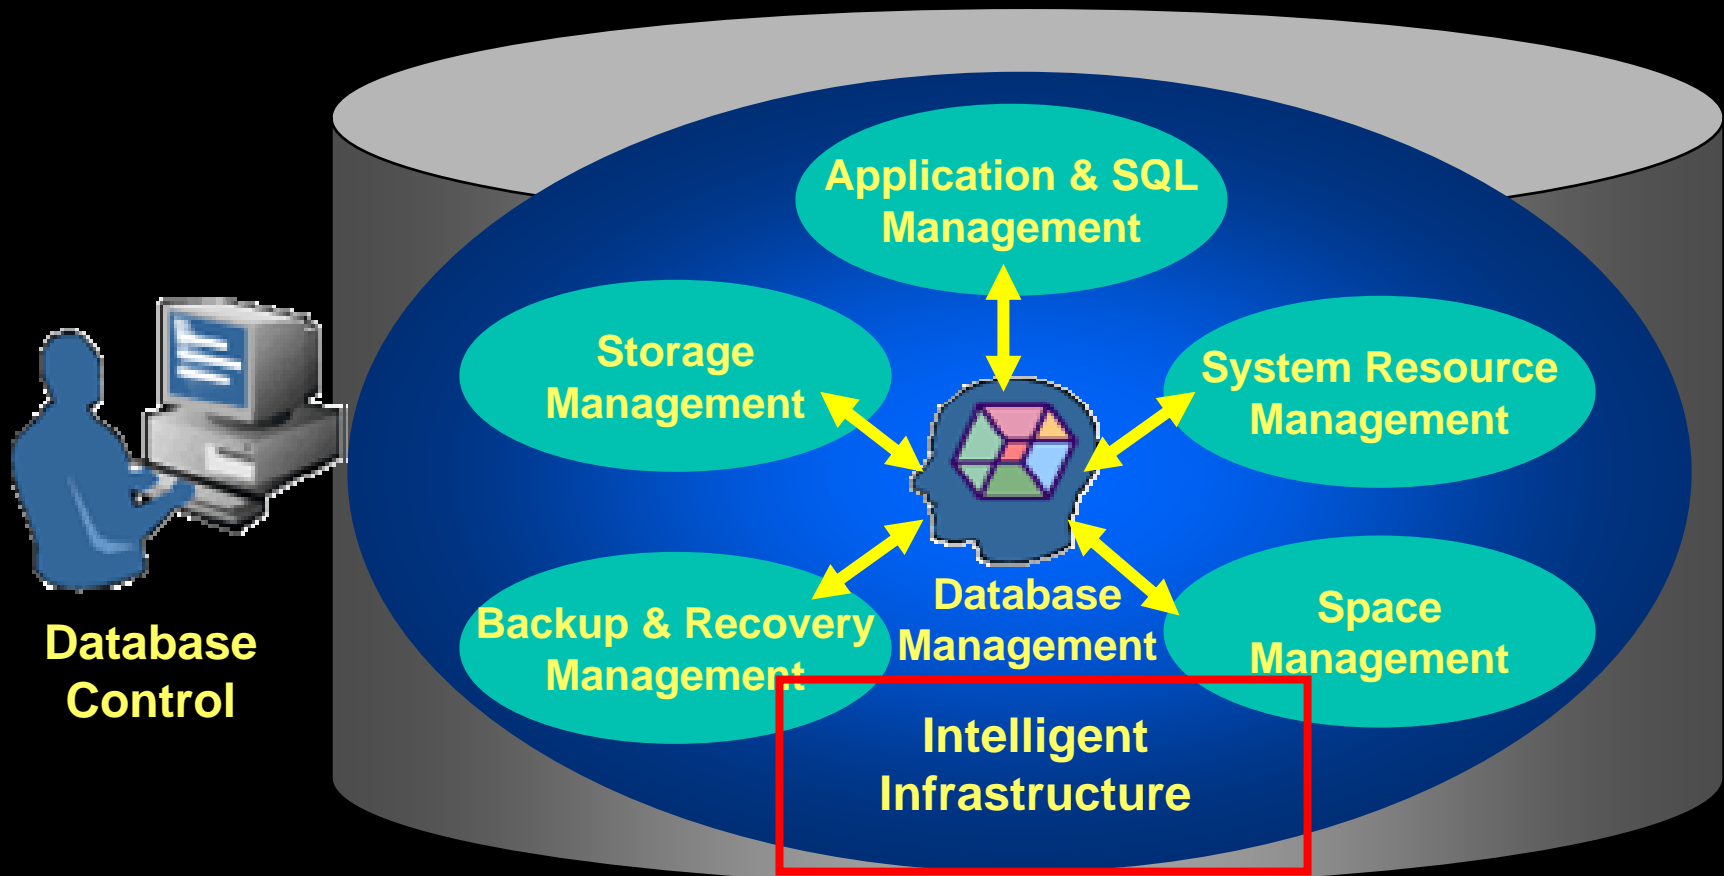 Application & SQL
Management
Storage
Management
System Resource
Management
Backup & Recovery
Management
Database
Management
Space
Management
Database
Control
Intelligent
Infrastructure